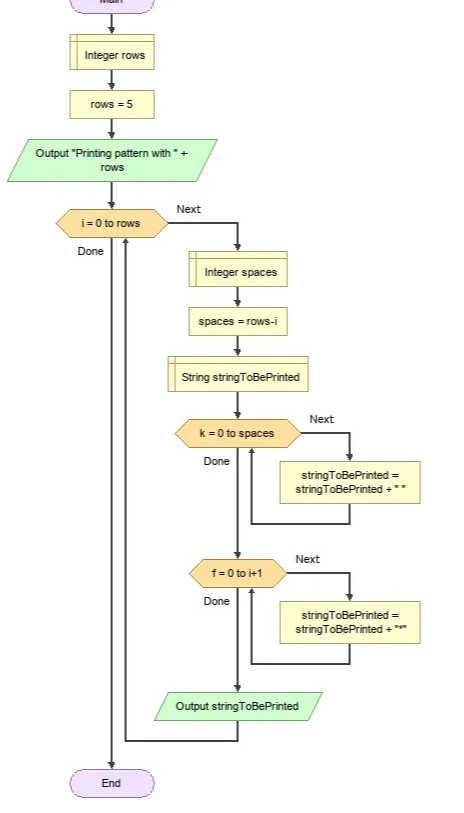 Main
Integer rows
rows = 5
Output "Printing pattern with " +
rows
i = 0 to rows
Next
Done
Integer spaces
spaces = rows-i
String stringToBePrinted
k = 0 to spaces
Next
Done
stringToBePrinted =
stringToBePrinted + " "
f = 0 to i+1
Next
Done
stringToBePrinted =
stringToBePrinted + "*"
Output stringToBePrinted
End